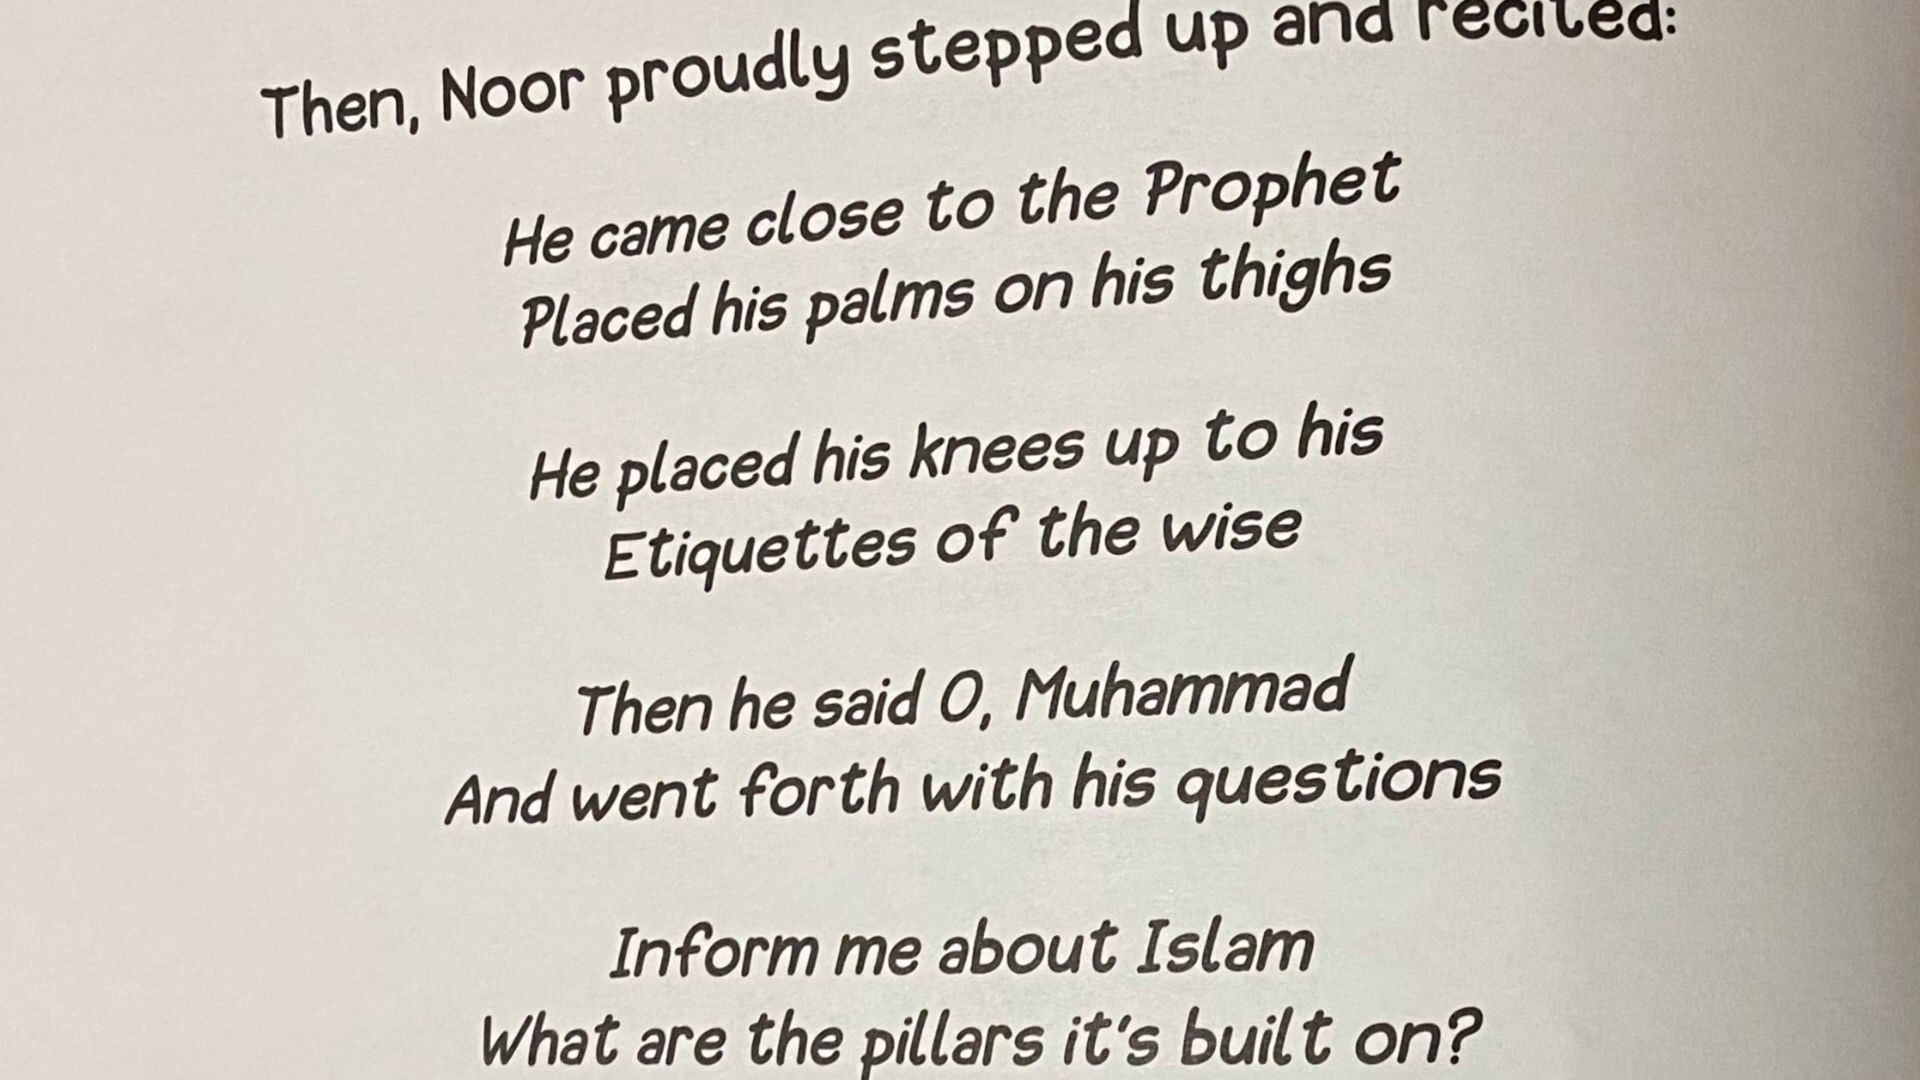 Then, Noor proudly stepped up and recited:
He came close to the Prophet
Placed his palms on his thighs
He placed his knees up to his
Etiquettes of the wise
Then he said O, Muhammad
And went forth with his questions
Inform me about Islam
What are the pillars it's built on?